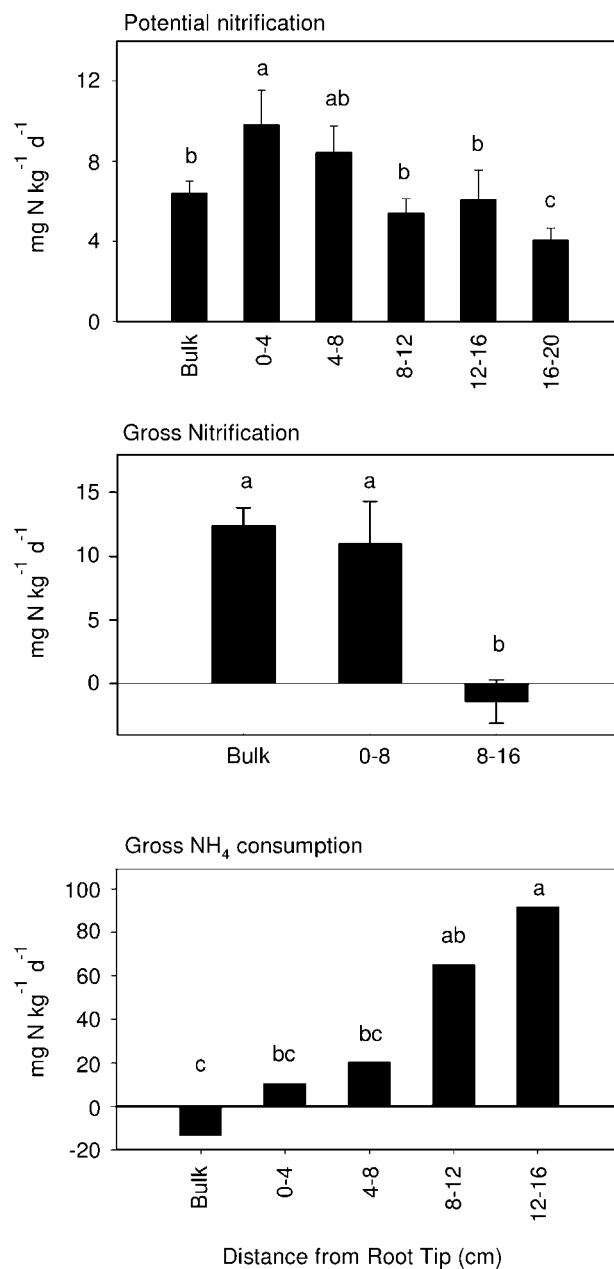 Potential nitrification
mg N kg⁻¹ d⁻¹
12
8
4
0
a
ab
b
b
b
c
Bulk
0-4
4-8
8-12
12-16
16-20
Gross Nitrification
mg N kg⁻¹ d⁻¹
15
10
5
0
a
a
b
Bulk
0-8
8-16
Gross NH₄ consumption
mg N kg⁻¹ d⁻¹
100
80
60
40
20
0
-20
a
ab
bc
bc
c
Bulk
0-4
4-8
8-12
12-16
Distance from Root Tip (cm)